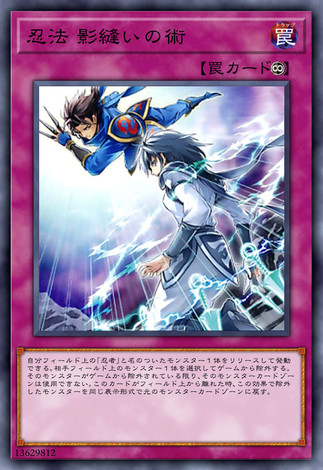 忍法 影縫いの術
トラップ
罠
【罠カード】
自分フィールド上の「忍者」と名のついたモンスター1体をリリースして発動
できる。相手フィールド上のモンスター1体を選択してゲームから除外する。
そのモンスターがゲームから除外されている限り、そのモンスターカードゾー
ンは使用できない。このカードがフィールド上から離れた時、この効果で除外
したモンスターを同じ表示形式で元のモンスターカードゾーンに戻す。
13629812